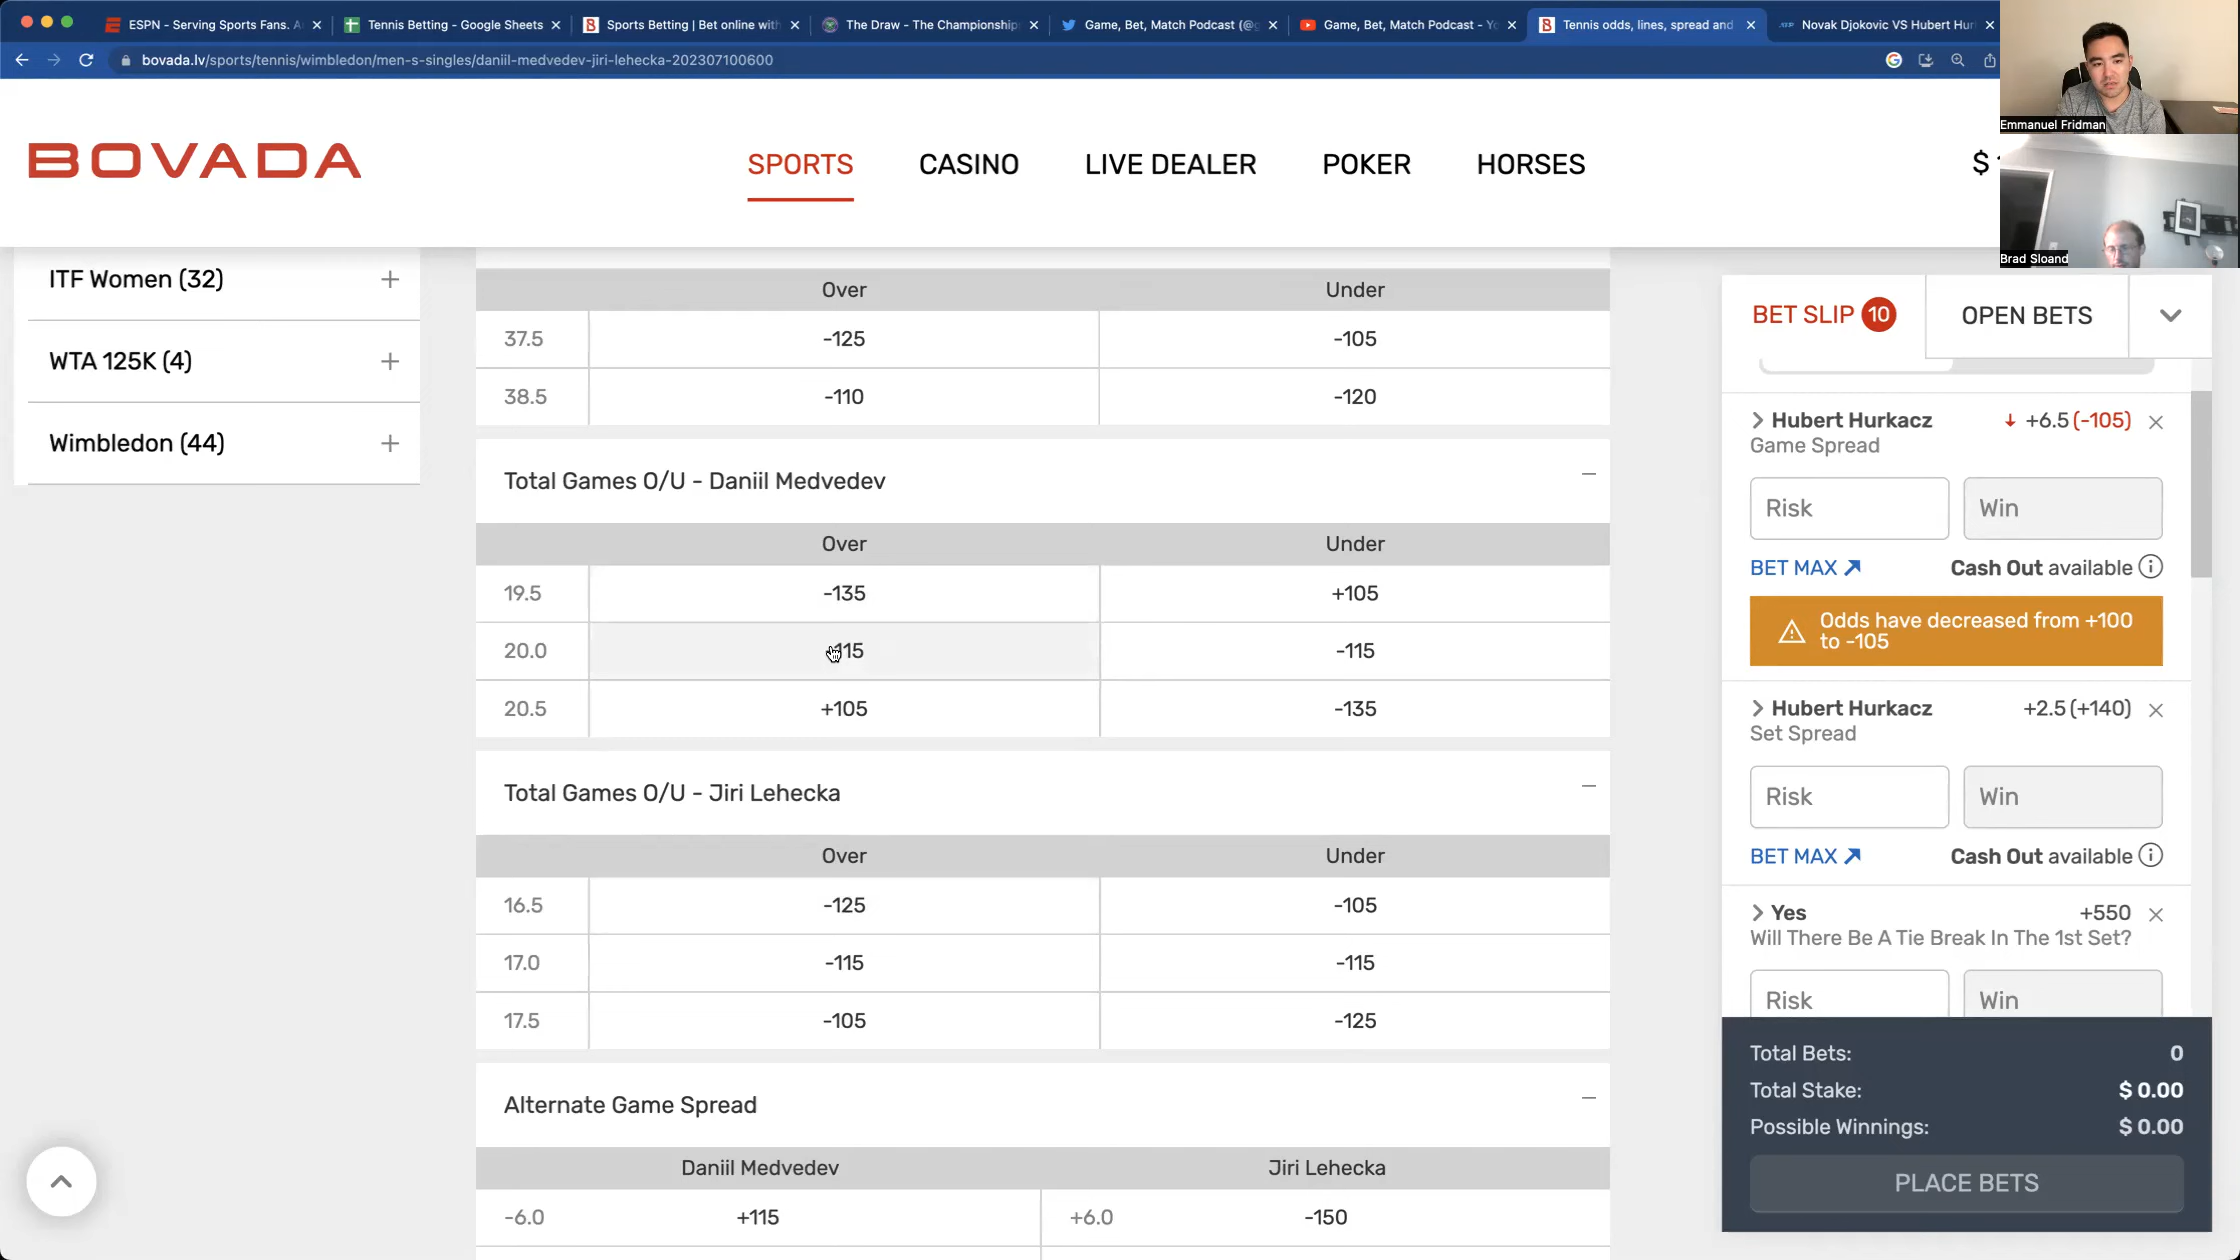 ESPN - Serving Sports Fans. A
Tennis Betting - Google Sheets
Sports Betting | Bet online with
The Draw - The Championship
Game, Bet, Match Podcast (@g
Game, Bet, Match Podcast - Yo
Tennis odds, lines, spread and
Novak Djokovic VS Hubert Hur
bovada.lv/sports/tennis/wimbledon/men-s-singles/daniil-medvedev-jiri-lehecka-202307100600
Emmanuel Fridman
Brad Sloand
BOVADA
SPORTS
CASINO
LIVE DEALER
POKER
HORSES
$
ITF Women (32)
WTA 125K (4)
Wimbledon (44)
Over Under
37.5 -125 -105
38.5 -110 -120
Total Games O/U - Daniil Medvedev
Over Under
19.5 -135 +105
20.0 115 -115
20.5 +105 -135
Total Games O/U - Jiri Lehecka
Over Under
16.5 -125 -105
17.0 -115 -115
17.5 -105 -125
Alternate Game Spread
Daniil Medvedev Jiri Lehecka
-6.0 +115 +6.0 -150
BET SLIP 10
OPEN BETS
Hubert Hurkacz +6.5 (-105)
Game Spread
Risk Win
BET MAX Cash Out available
Odds have decreased from +100
to -105
Hubert Hurkacz +2.5 (+140)
Set Spread
Risk Win
BET MAX Cash Out available
Yes +550
Will There Be A Tie Break In The 1st Set?
Risk Win
Total Bets: 0
Total Stake: $ 0.00
Possible Winnings: $ 0.00
PLACE BETS